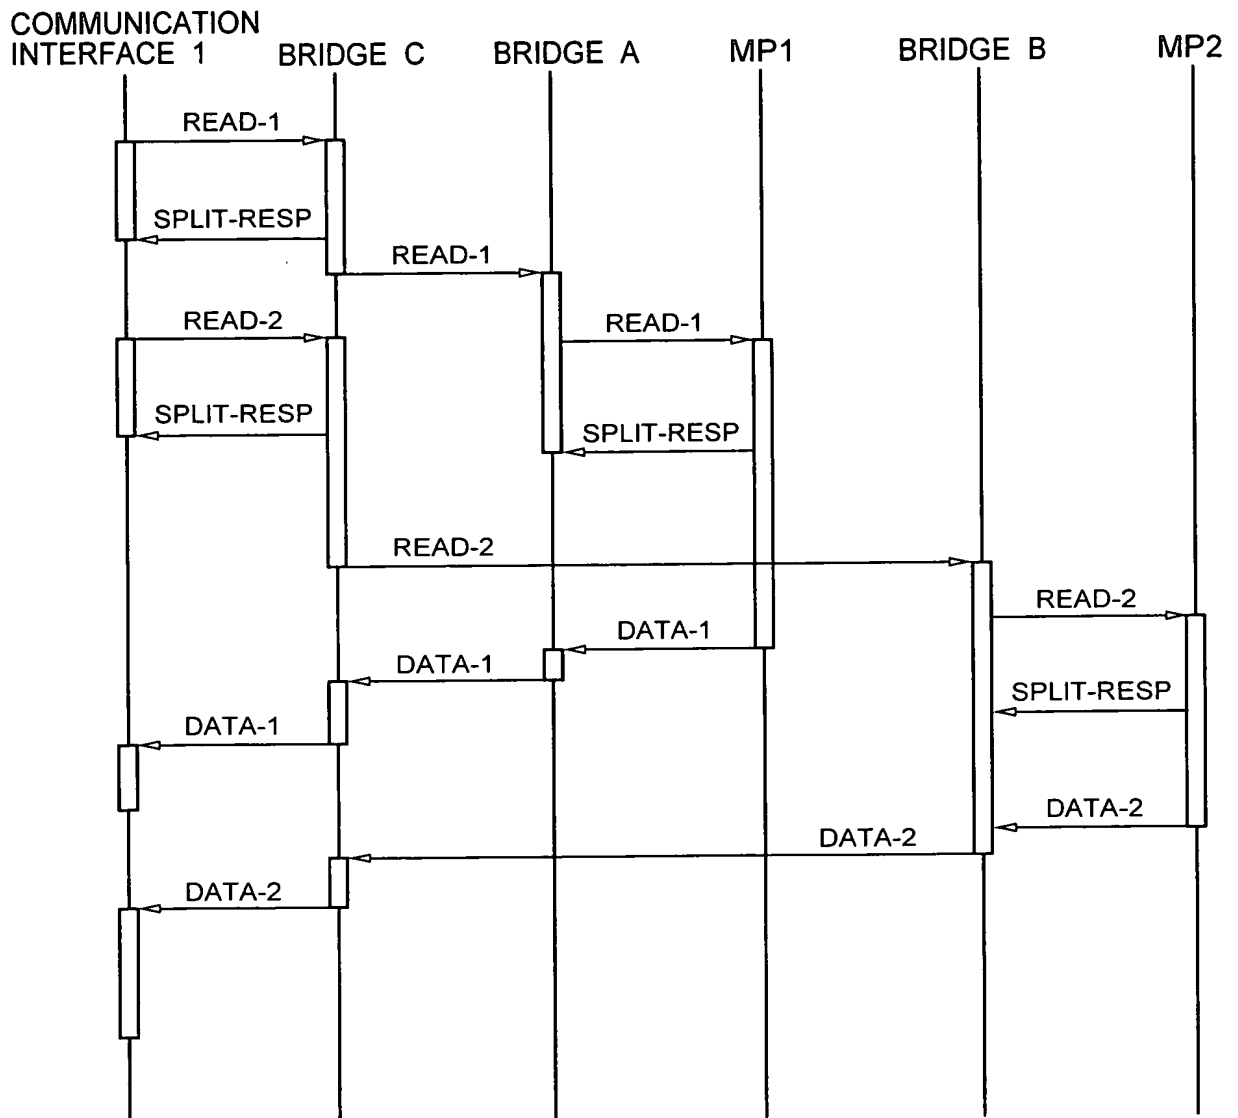 COMMUNICATION
INTERFACE 1 BRIDGE C BRIDGE A MP1 BRIDGE B MP2
READ-1
SPLIT-RESP
READ-1
READ-2
READ-1
SPLIT-RESP
SPLIT-RESP
READ-2
READ-2
DATA-1
DATA-1
SPLIT-RESP
DATA-1
DATA-2
DATA-2
DATA-2